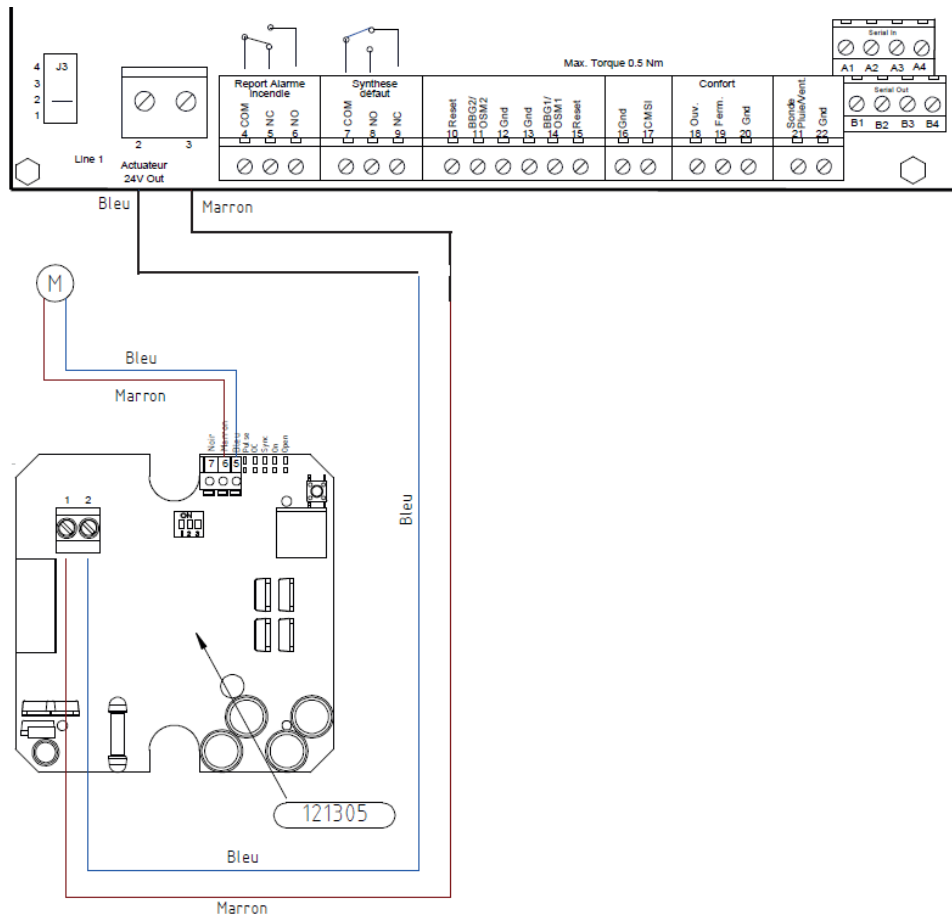 Serial In
A1 A2 A3 A4
Serial Out
B1 B2 B3 B4
Max. Torque 0.5 Nm
4 J3
3
2
1
Line 1
2 3
Actuateur
24V Out
Report Alarme
Incendie
COM NC NO
4 5 6
Synthese
défaut
COM NO NC
7 8 9
Reset BBG2/OSM2 Gnd Gnd BBG1/OSM1 Reset
10 11 12 13 14 15
Gnd CMSI
16 17
Confort
Ouv. Ferm. Gnd
18 19 20
Sonde
Pluie/Vent. Gnd
21 22
Bleu
Marron
M
Bleu
Marron
Noir Marron Bleu Pulse OC Sync On Open
7 6 5
1 2
ON
1 2 3
Bleu
121305
Bleu
Marron